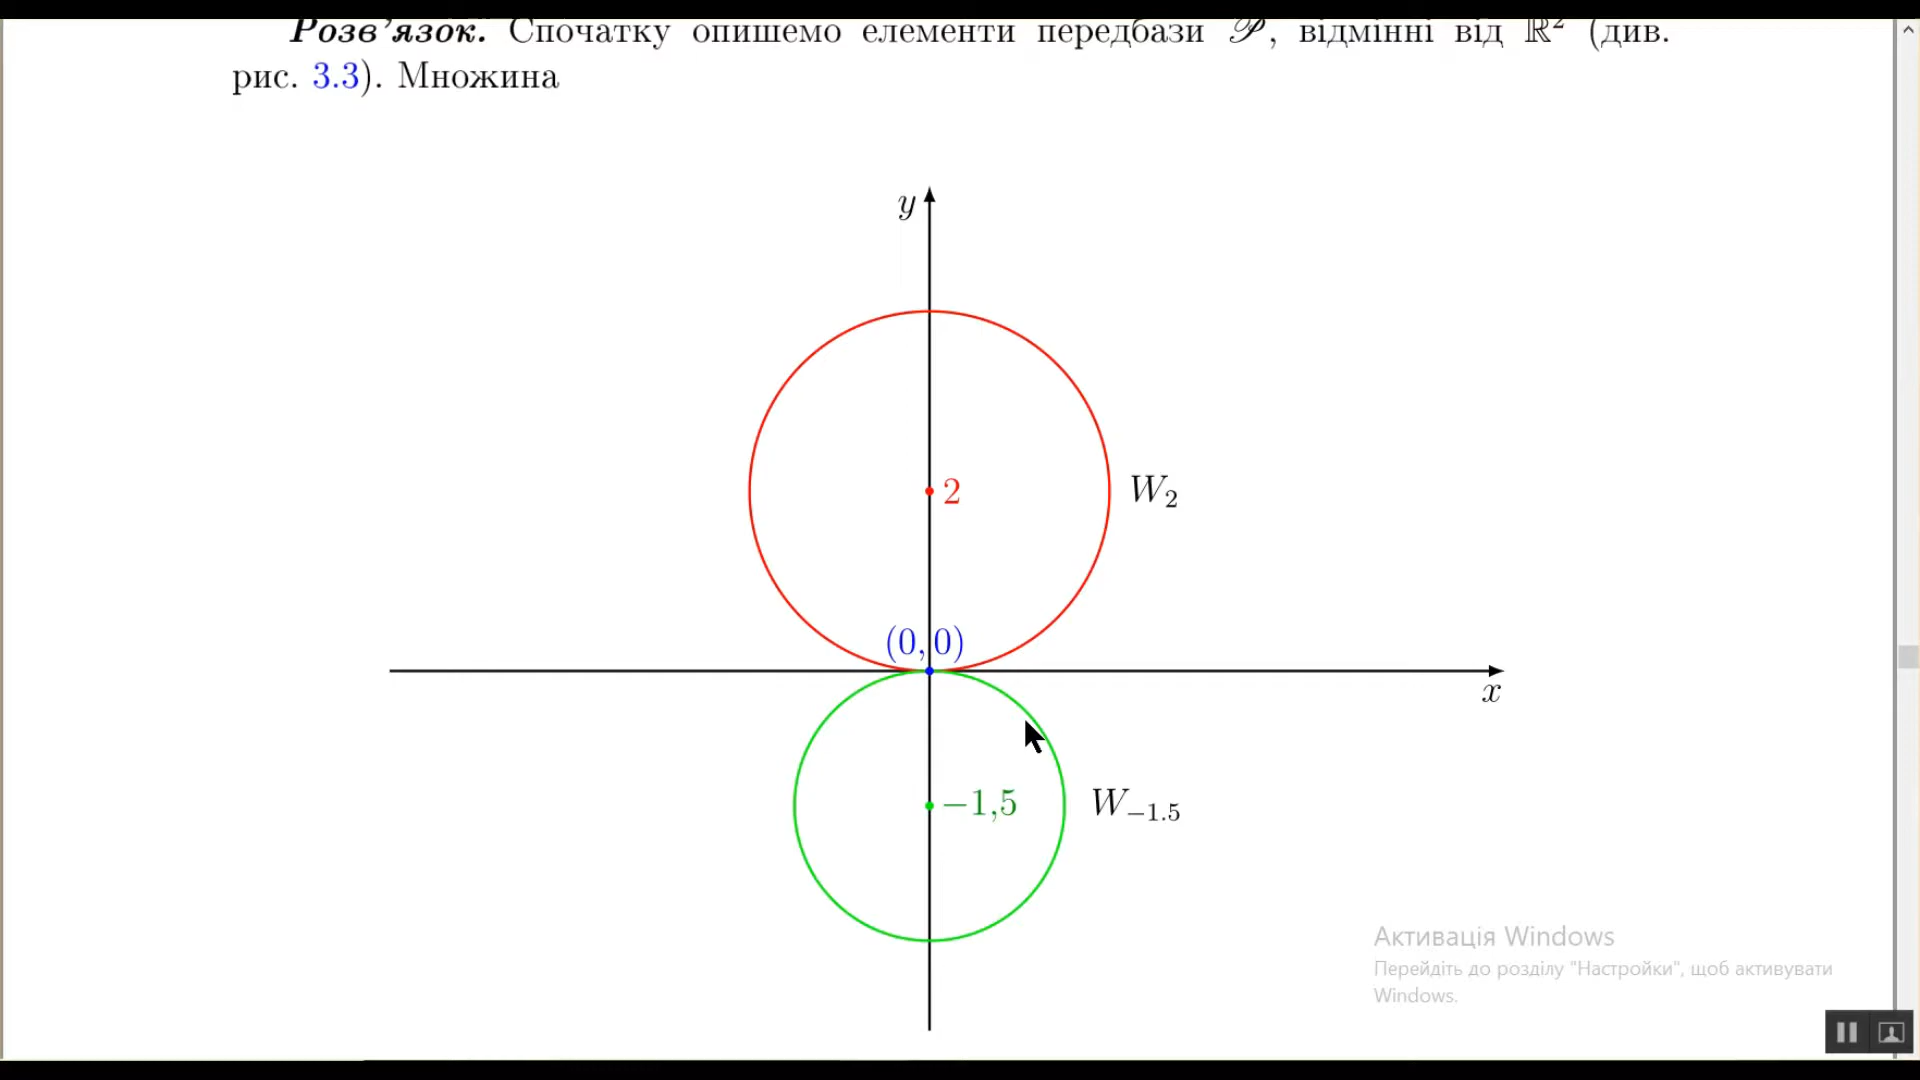 Розв’язок. Спочатку опишемо елементи передбази 𝒫, відмінні від ℝ² (див.
рис. 3.3). Множина
y
2
W₂
(0, 0)
x
−1,5
W₋₁.₅
Активація Windows
Перейдіть до розділу "Настройки", щоб активувати
Windows.